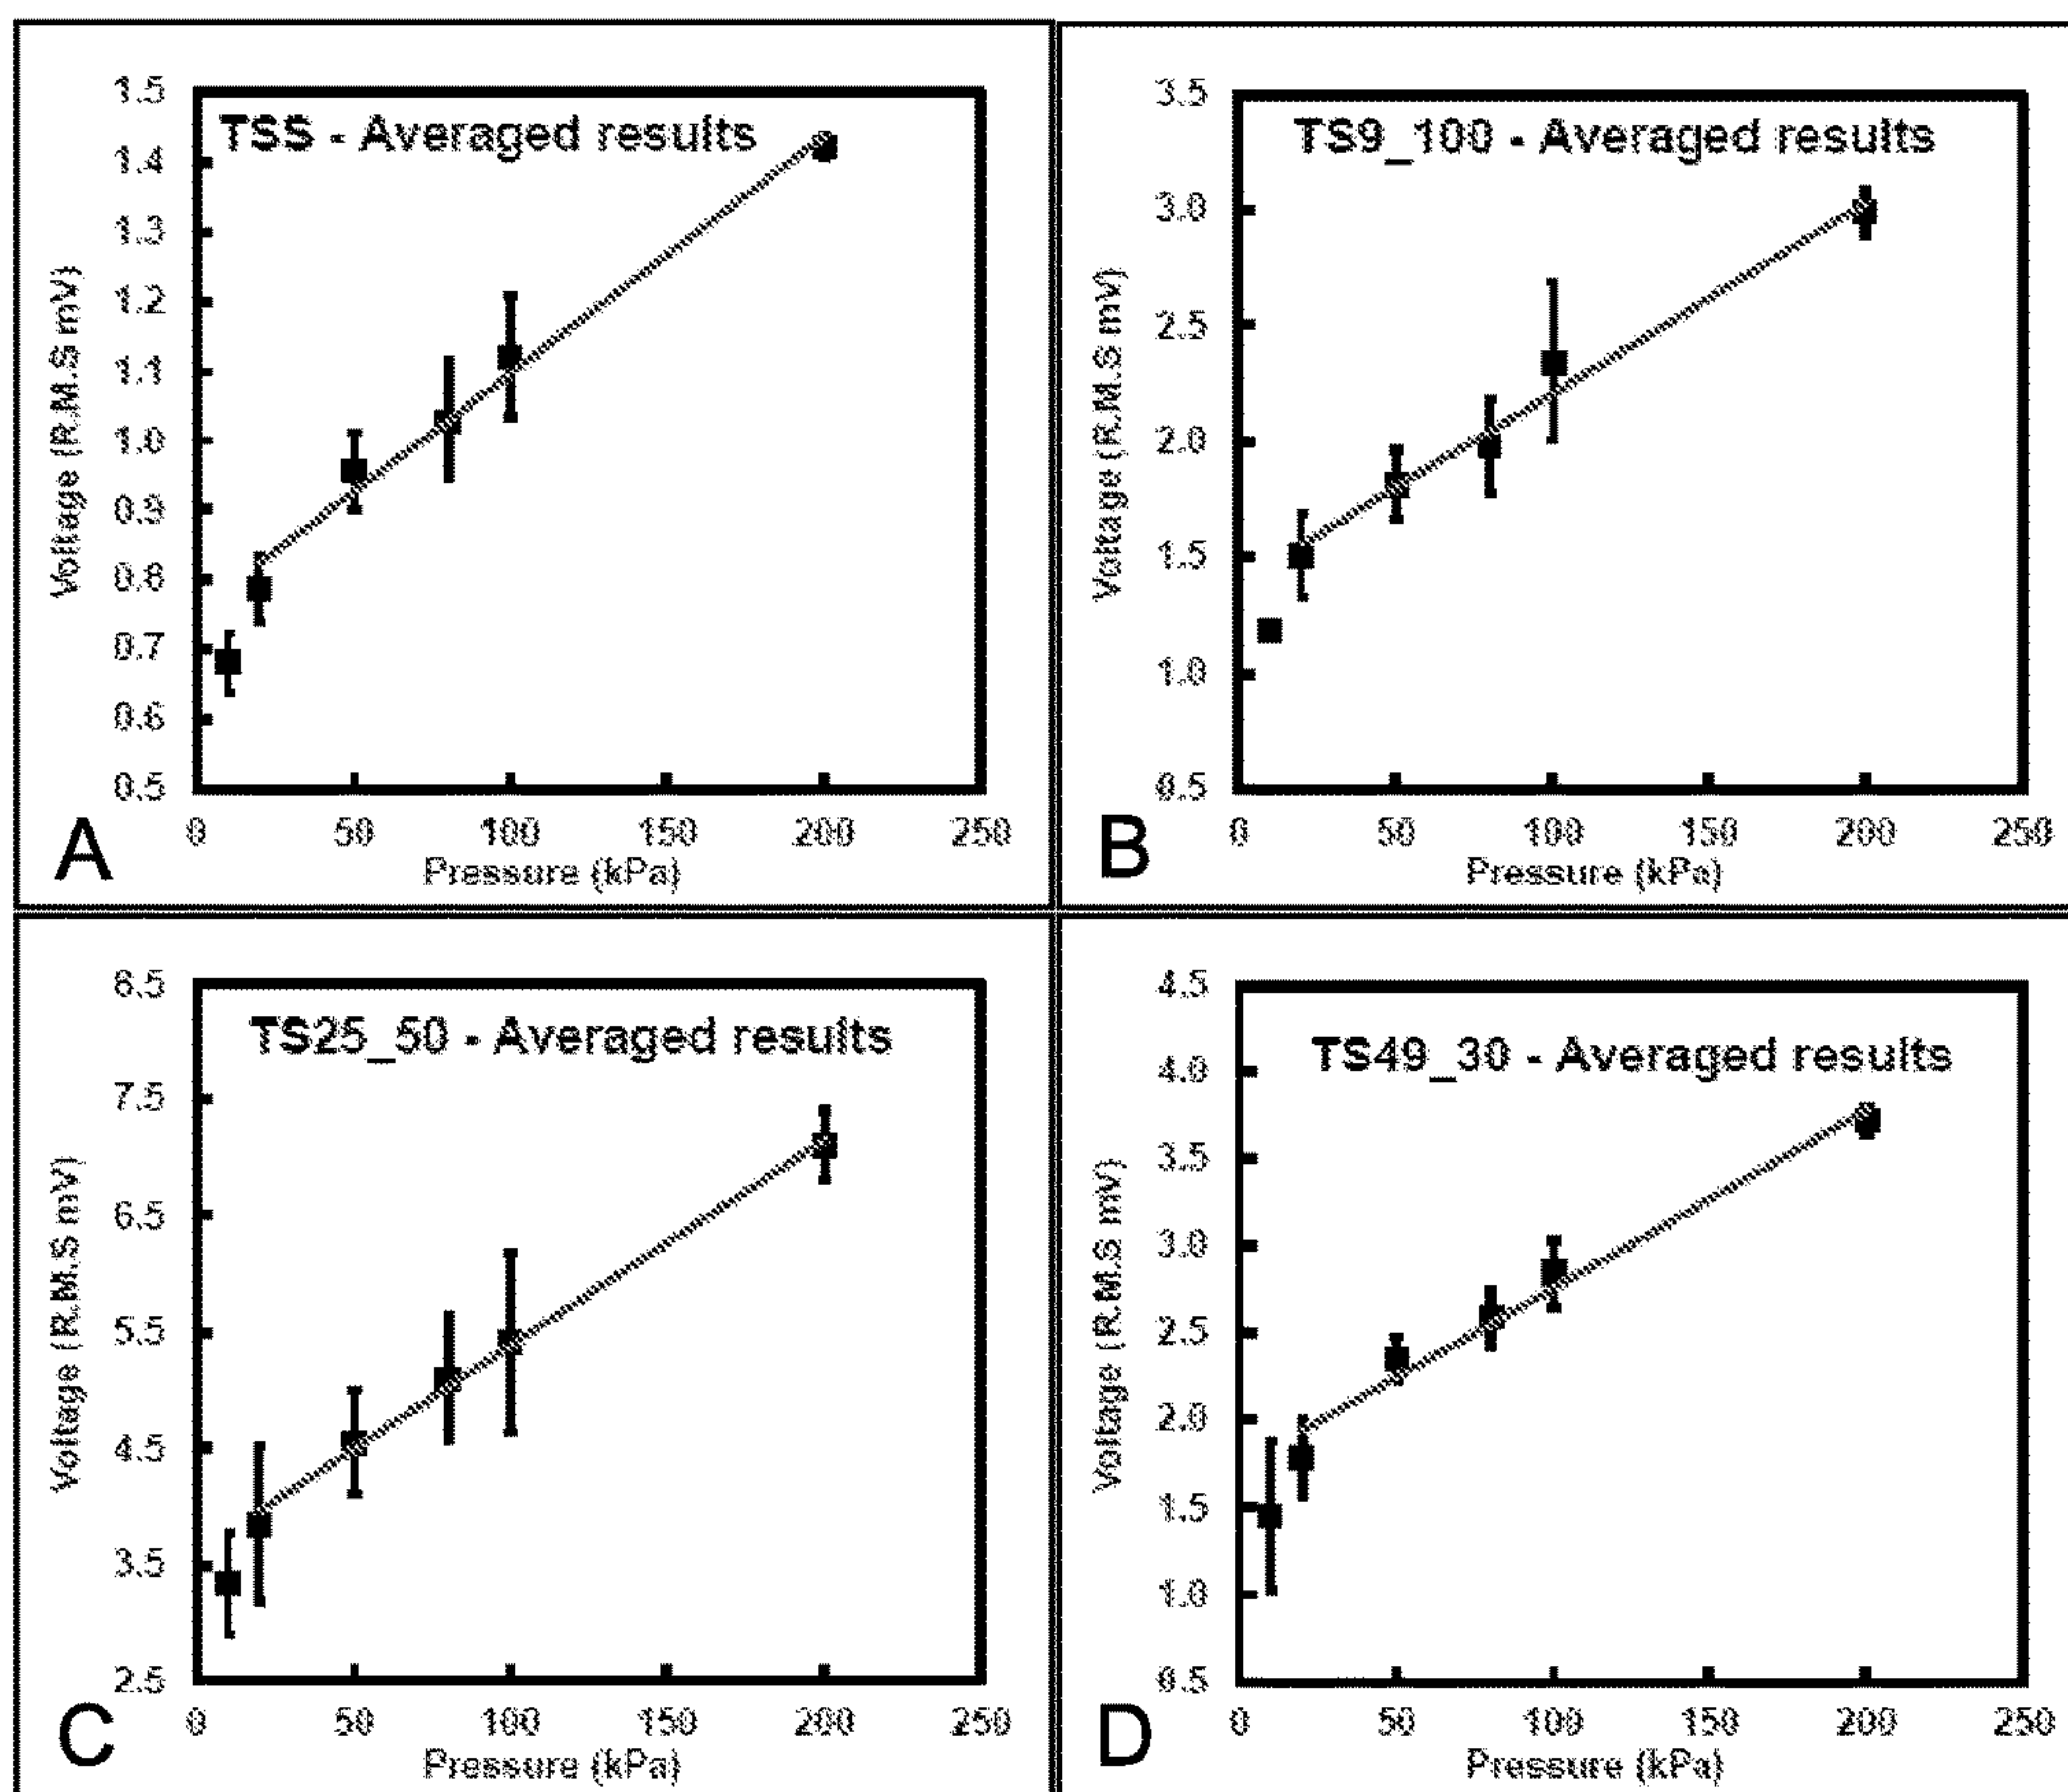 TSS - Averaged results
1.5
1.4
1.3
1.2
1.1
1.0
0.9
0.8
0.7
0.6
0.5
Voltage (R.M.S mV)
0 50 100 150 200 250
Pressure (kPa)
A
TS9_100 - Averaged results
3.5
3.0
2.5
2.0
1.5
1.0
0.5
Voltage (R.M.S mV)
0 50 100 150 200 250
Pressure (kPa)
B
TS25_50 - Averaged results
8.5
7.5
6.5
5.5
4.5
3.5
2.5
Voltage (R.M.S mV)
0 50 100 150 200 250
Pressure (kPa)
C
TS49_30 - Averaged results
4.5
4.0
3.5
3.0
2.5
2.0
1.5
1.0
0.5
Voltage (R.M.S mV)
0 50 100 150 200 250
Pressure (kPa)
D